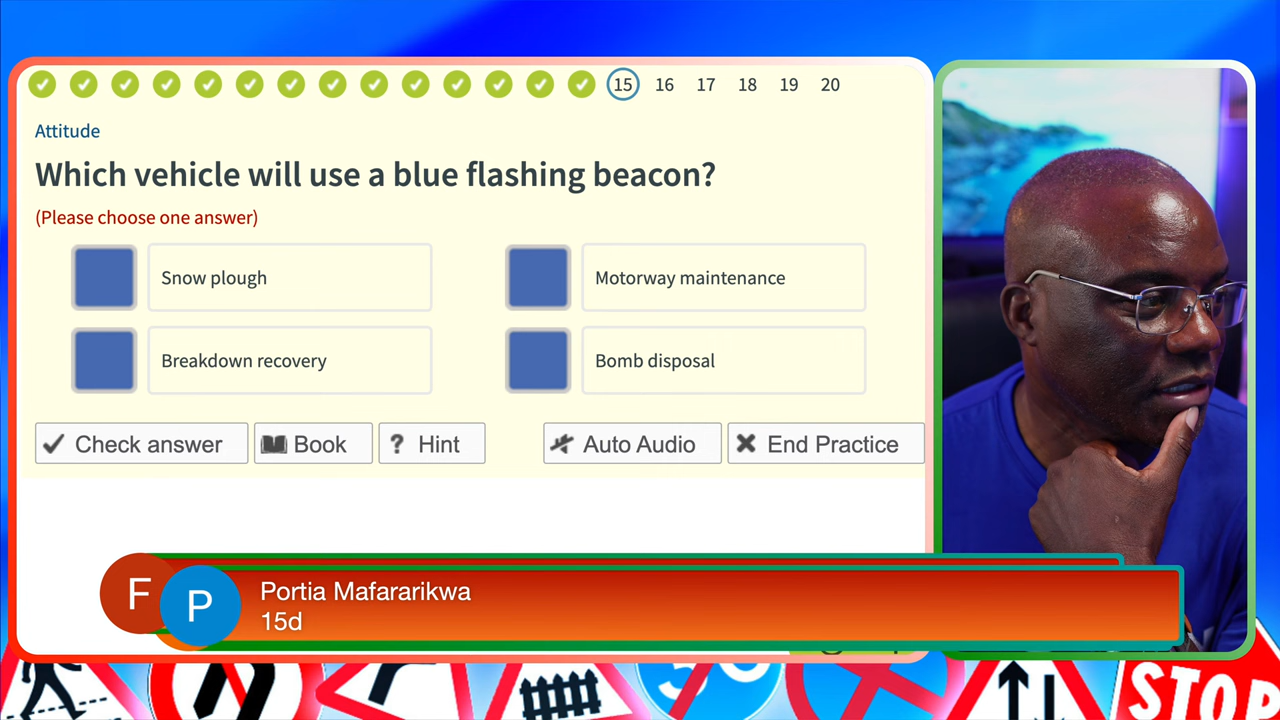 15 16 17 18 19 20
Attitude
Which vehicle will use a blue flashing beacon?
(Please choose one answer)
Snow plough
Motorway maintenance
Breakdown recovery
Bomb disposal
Check answer
Book
? Hint
Auto Audio
End Practice
F
P
Portia Mafararikwa
15d
STOP